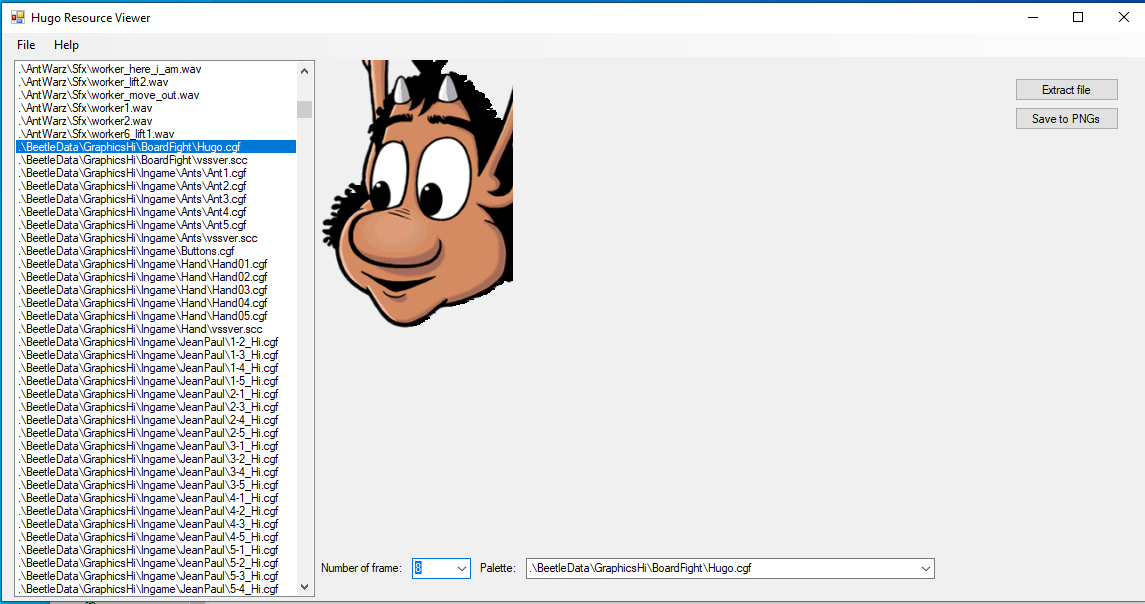 Hugo Resource Viewer
File Help
.\AntWarz\Sfx\worker_here_i_am.wav
.\AntWarz\Sfx\worker_lift2.wav
.\AntWarz\Sfx\worker_move_out.wav
.\AntWarz\Sfx\worker1.wav
.\AntWarz\Sfx\worker2.wav
.\AntWarz\Sfx\worker6_lift1.wav
.\BeetleData\GraphicsHi\BoardFight\Hugo.cgf
.\BeetleData\GraphicsHi\BoardFight\vssver.scc
.\BeetleData\GraphicsHi\Ingame\Ants\Ant1.cgf
.\BeetleData\GraphicsHi\Ingame\Ants\Ant2.cgf
.\BeetleData\GraphicsHi\Ingame\Ants\Ant3.cgf
.\BeetleData\GraphicsHi\Ingame\Ants\Ant4.cgf
.\BeetleData\GraphicsHi\Ingame\Ants\Ant5.cgf
.\BeetleData\GraphicsHi\Ingame\Ants\vssver.scc
.\BeetleData\GraphicsHi\Ingame\Buttons.cgf
.\BeetleData\GraphicsHi\Ingame\Hand\Hand01.cgf
.\BeetleData\GraphicsHi\Ingame\Hand\Hand02.cgf
.\BeetleData\GraphicsHi\Ingame\Hand\Hand03.cgf
.\BeetleData\GraphicsHi\Ingame\Hand\Hand04.cgf
.\BeetleData\GraphicsHi\Ingame\Hand\Hand05.cgf
.\BeetleData\GraphicsHi\Ingame\Hand\vssver.scc
.\BeetleData\GraphicsHi\Ingame\JeanPaul\1-2_Hi.cgf
.\BeetleData\GraphicsHi\Ingame\JeanPaul\1-3_Hi.cgf
.\BeetleData\GraphicsHi\Ingame\JeanPaul\1-4_Hi.cgf
.\BeetleData\GraphicsHi\Ingame\JeanPaul\1-5_Hi.cgf
.\BeetleData\GraphicsHi\Ingame\JeanPaul\2-1_Hi.cgf
.\BeetleData\GraphicsHi\Ingame\JeanPaul\2-3_Hi.cgf
.\BeetleData\GraphicsHi\Ingame\JeanPaul\2-4_Hi.cgf
.\BeetleData\GraphicsHi\Ingame\JeanPaul\2-5_Hi.cgf
.\BeetleData\GraphicsHi\Ingame\JeanPaul\3-1_Hi.cgf
.\BeetleData\GraphicsHi\Ingame\JeanPaul\3-2_Hi.cgf
.\BeetleData\GraphicsHi\Ingame\JeanPaul\3-4_Hi.cgf
.\BeetleData\GraphicsHi\Ingame\JeanPaul\3-5_Hi.cgf
.\BeetleData\GraphicsHi\Ingame\JeanPaul\4-1_Hi.cgf
.\BeetleData\GraphicsHi\Ingame\JeanPaul\4-2_Hi.cgf
.\BeetleData\GraphicsHi\Ingame\JeanPaul\4-3_Hi.cgf
.\BeetleData\GraphicsHi\Ingame\JeanPaul\4-5_Hi.cgf
.\BeetleData\GraphicsHi\Ingame\JeanPaul\5-1_Hi.cgf
.\BeetleData\GraphicsHi\Ingame\JeanPaul\5-2_Hi.cgf
.\BeetleData\GraphicsHi\Ingame\JeanPaul\5-3_Hi.cgf
.\BeetleData\GraphicsHi\Ingame\JeanPaul\5-4_Hi.cgf
Extract file
Save to PNGs
Number of frame: 8 Palette: .\BeetleData\GraphicsHi\BoardFight\Hugo.cgf